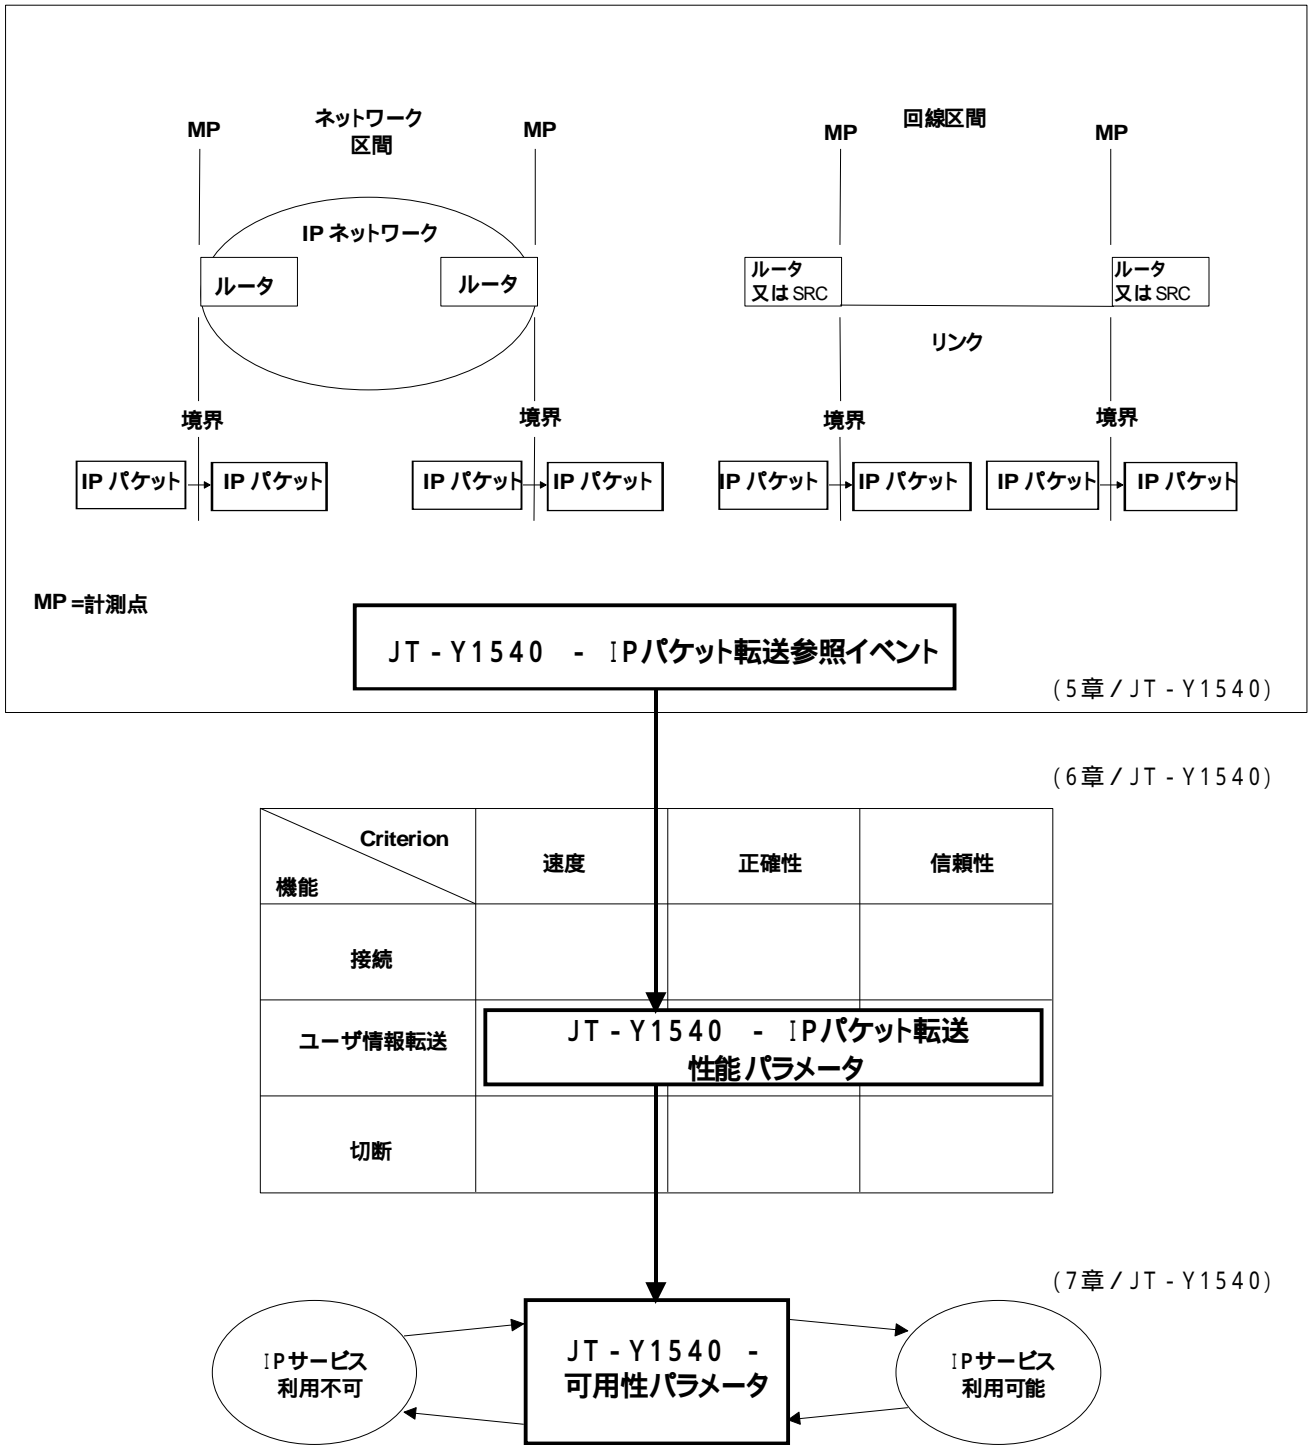 MP
ネットワーク
区間
MP
MP
回線区間
MP
IP ネットワーク
ルータ
ルータ
ルータ
又は SRC
ルータ
又は SRC
リンク
境界
境界
境界
境界
IP パケット
IP パケット
IP パケット
IP パケット
IP パケット
IP パケット
IP パケット
IP パケット
MP =計測点
JT-Y1540 - IPパケット転送参照イベント
(5章/JT-Y1540)
(6章/JT-Y1540)
Criterion
機能
速度
正確性
信頼性
接続
ユーザ情報転送
JT-Y1540 - IPパケット転送
性能パラメータ
切断
(7章/JT-Y1540)
IPサービス
利用不可
JT-Y1540 -
可用性パラメータ
IPサービス
利用可能